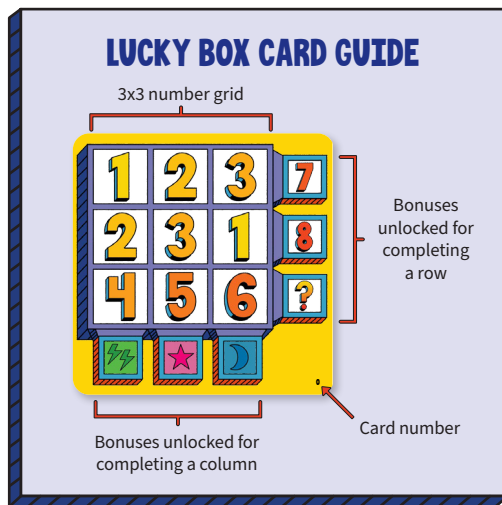 LUCKY BOX CARD GUIDE
3x3 number grid
1 2 3 7
2 3 1 8
4 5 6 ?
Bonuses
unlocked for
completing
a row
Bonuses unlocked for
completing a column
Card number